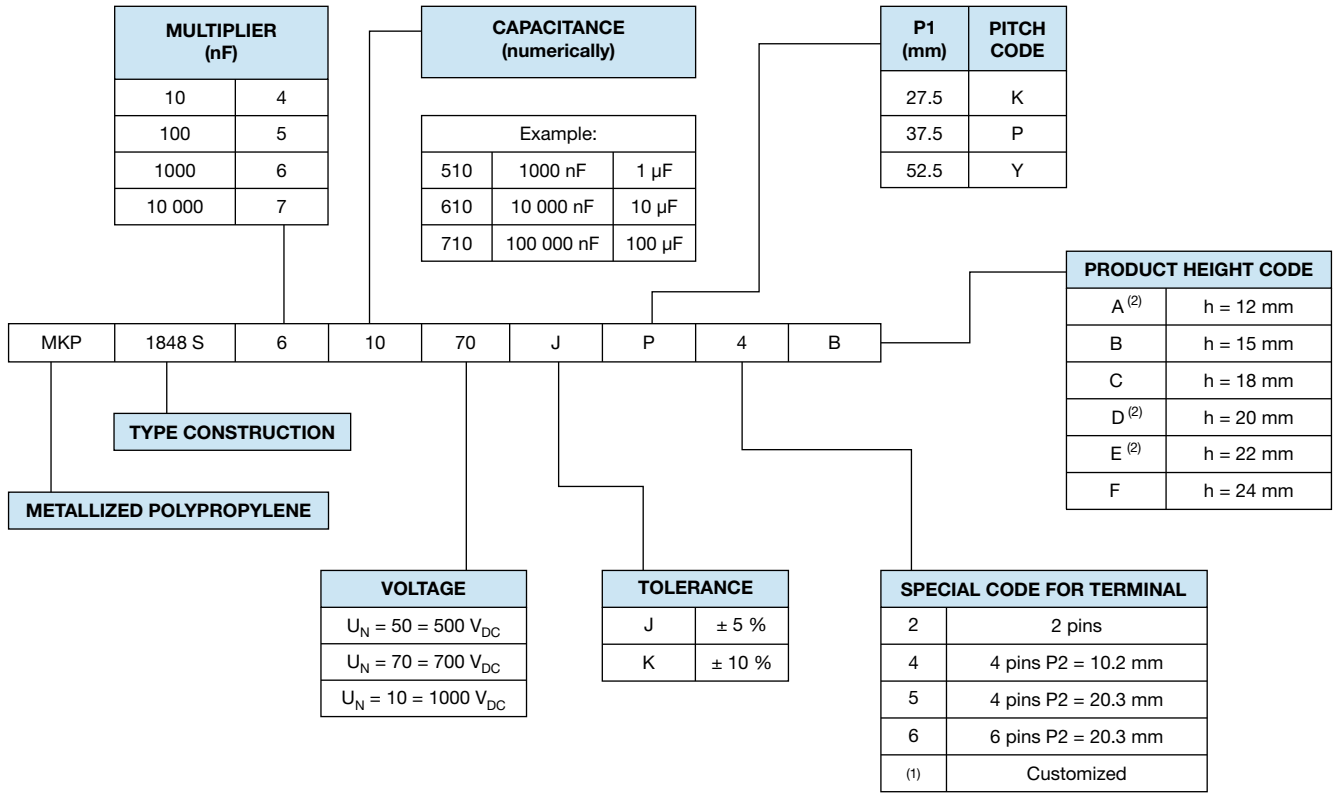 MULTIPLIER
(nF)
10 4
100 5
1000 6
10 000 7
CAPACITANCE
(numerically)
Example:
510 1000 nF 1 µF
610 10 000 nF 10 µF
710 100 000 nF 100 µF
P1
(mm)
PITCH
CODE
27.5 K
37.5 P
52.5 Y
PRODUCT HEIGHT CODE
A (2) h = 12 mm
B h = 15 mm
C h = 18 mm
D (2) h = 20 mm
E (2) h = 22 mm
F h = 24 mm
MKP 1848 S 6 10 70 J P 4 B
TYPE CONSTRUCTION
METALLIZED POLYPROPYLENE
VOLTAGE
UN = 50 = 500 VDC
UN = 70 = 700 VDC
UN = 10 = 1000 VDC
TOLERANCE
J ± 5 %
K ± 10 %
SPECIAL CODE FOR TERMINAL
2 2 pins
4 4 pins P2 = 10.2 mm
5 4 pins P2 = 20.3 mm
6 6 pins P2 = 20.3 mm
(1) Customized